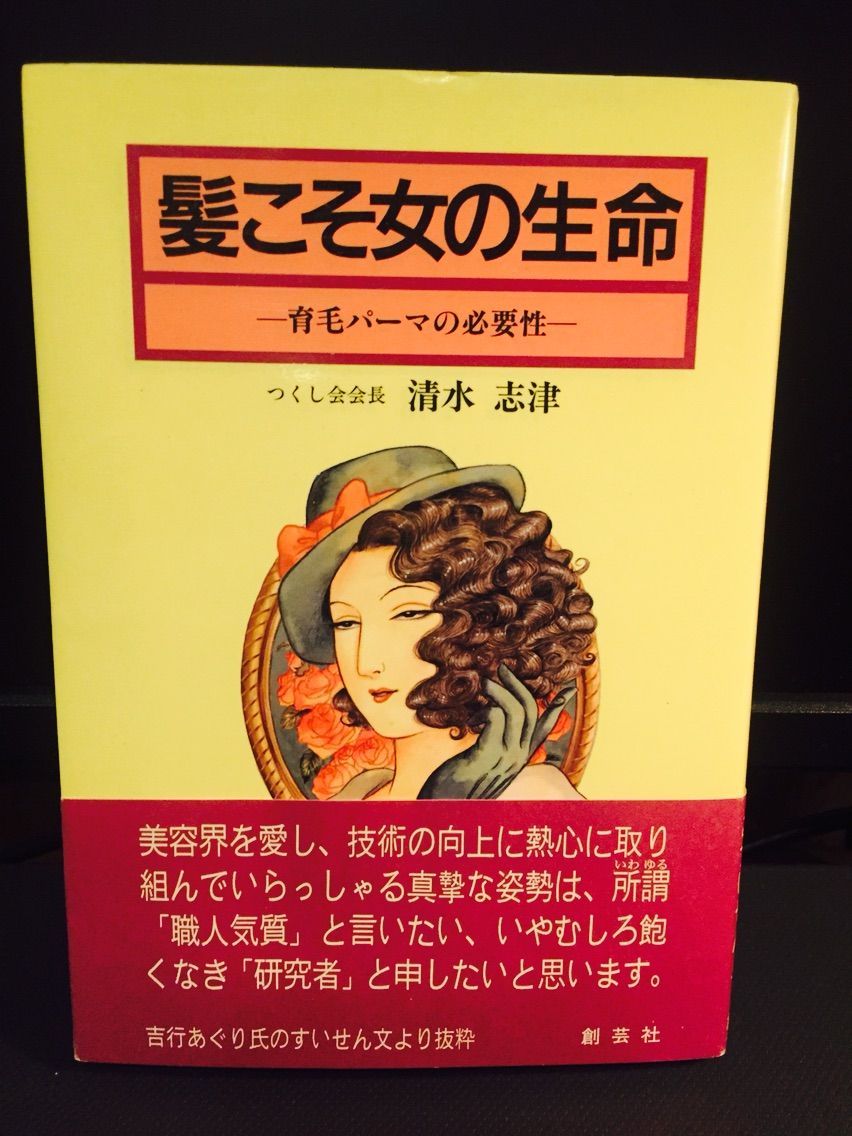 髪こそ女の生命
―育毛パーマの必要性―
つくし会会長 清水 志津
美容界を愛し、技術の向上に熱心に取り
いわゆる
組んでいらっしゃる真摯な姿勢は、所謂
「職人気質」と言いたい、いやむしろ飽
くなき「研究者」と申したいと思います。
吉行あぐり氏のすいせん文より抜粋 創芸社